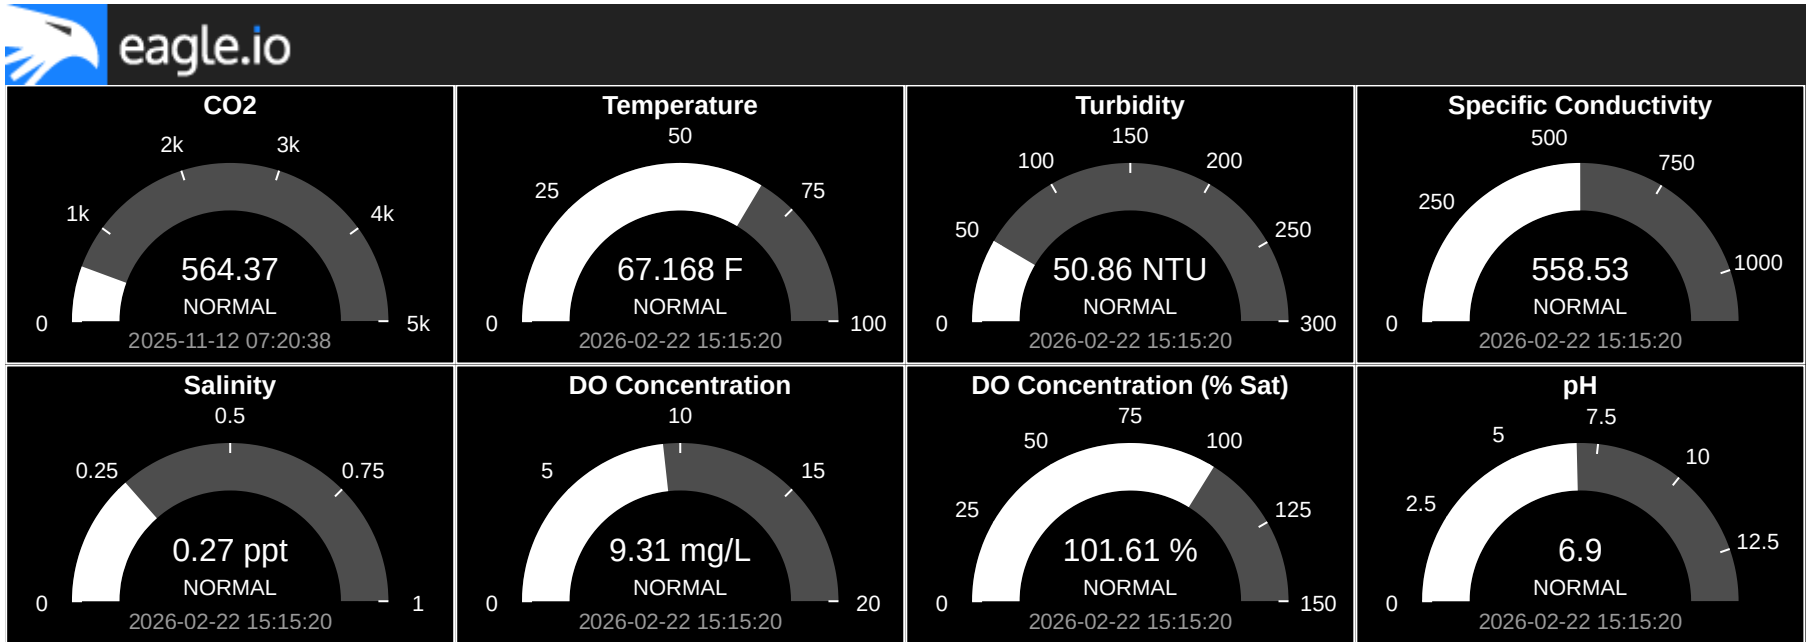 eagle.io
CO2
0
1k
2k
3k
4k
5k
564.37
NORMAL
2025-11-12 07:20:38
Temperature
0
25
50
75
100
67.168 F
NORMAL
2026-02-22 15:15:20
Turbidity
0
50
100
150
200
250
300
50.86 NTU
NORMAL
2026-02-22 15:15:20
Specific Conductivity
0
250
500
750
1000
558.53
NORMAL
2026-02-22 15:15:20
Salinity
0
0.25
0.5
0.75
1
0.27 ppt
NORMAL
2026-02-22 15:15:20
DO Concentration
0
5
10
15
20
9.31 mg/L
NORMAL
2026-02-22 15:15:20
DO Concentration (% Sat)
0
25
50
75
100
125
150
101.61 %
NORMAL
2026-02-22 15:15:20
pH
0
2.5
5
7.5
10
12.5
6.9
NORMAL
2026-02-22 15:15:20